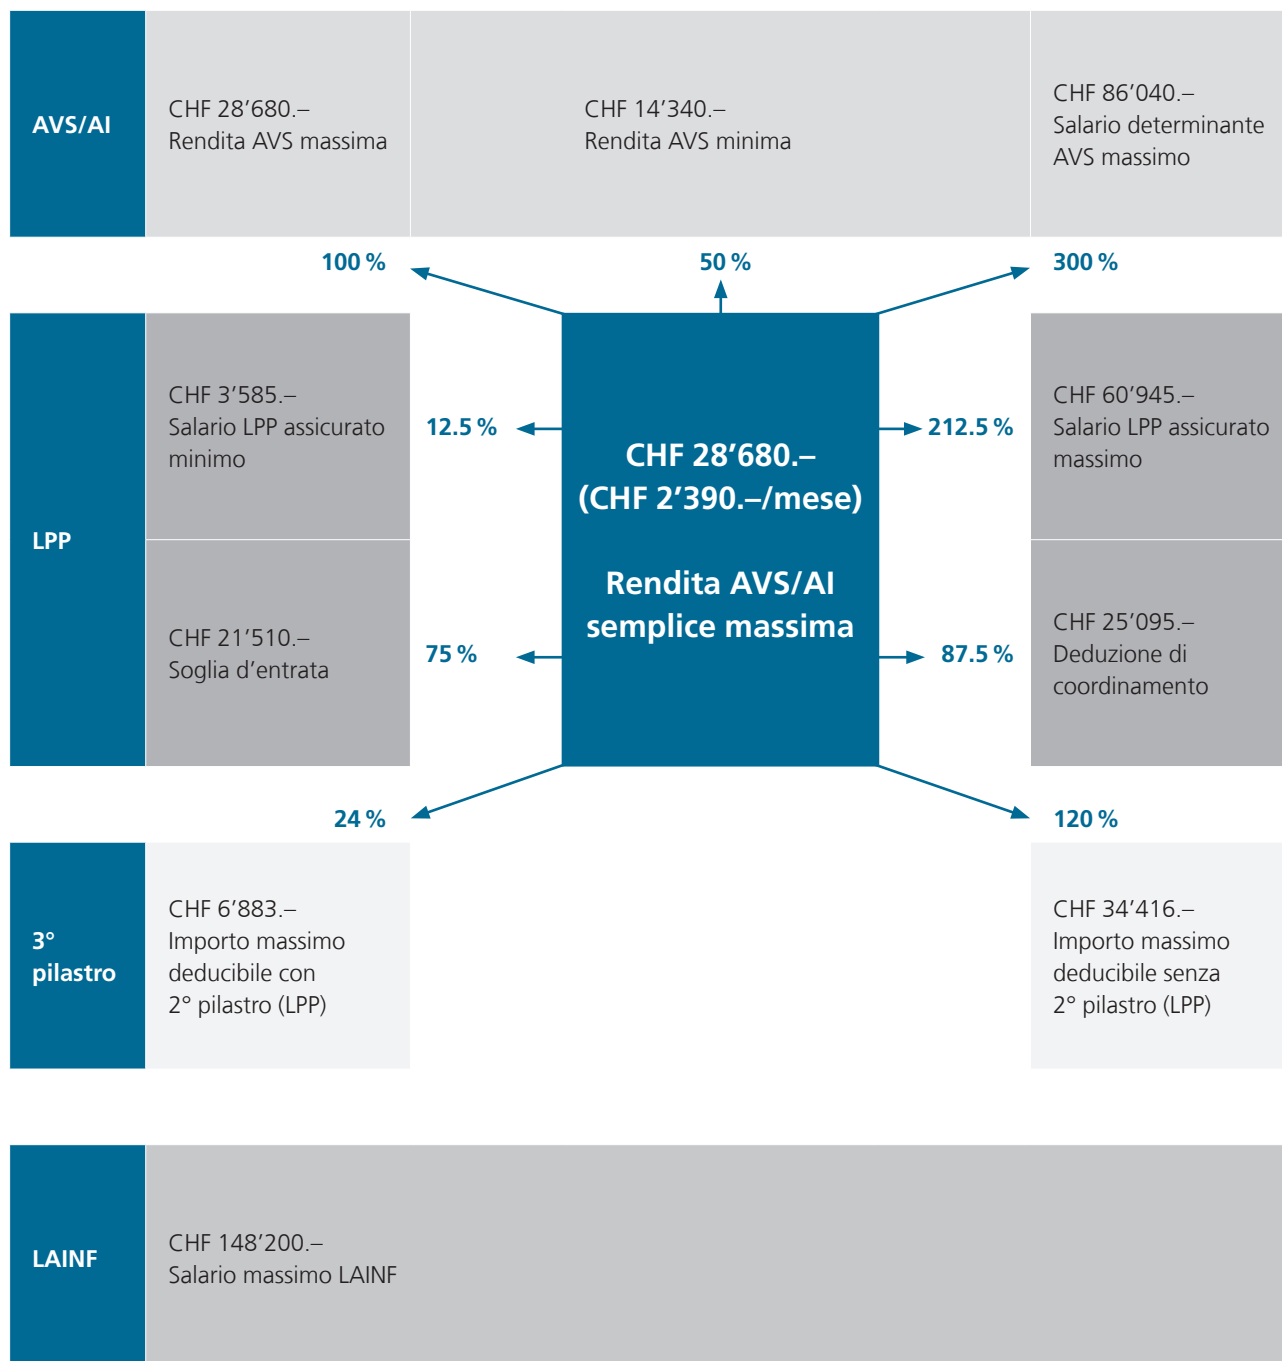 AVS/AI
CHF 28’680.–
Rendita AVS massima
CHF 14’340.–
Rendita AVS minima
CHF 86’040.–
Salario determinante
AVS massimo
100 %
50 %
300 %
LPP
CHF 3’585.–
Salario LPP assicurato
minimo
12.5 %
CHF 28’680.–
(CHF 2’390.–/mese)
Rendita AVS/AI
semplice massima
212.5 %
CHF 60’945.–
Salario LPP assicurato
massimo
CHF 21’510.–
Soglia d’entrata
75 %
87.5 %
CHF 25’095.–
Deduzione di
coordinamento
24 %
120 %
3°
pilastro
CHF 6’883.–
Importo massimo
deducibile con
2° pilastro (LPP)
CHF 34’416.–
Importo massimo
deducibile senza
2° pilastro (LPP)
LAINF
CHF 148’200.–
Salario massimo LAINF